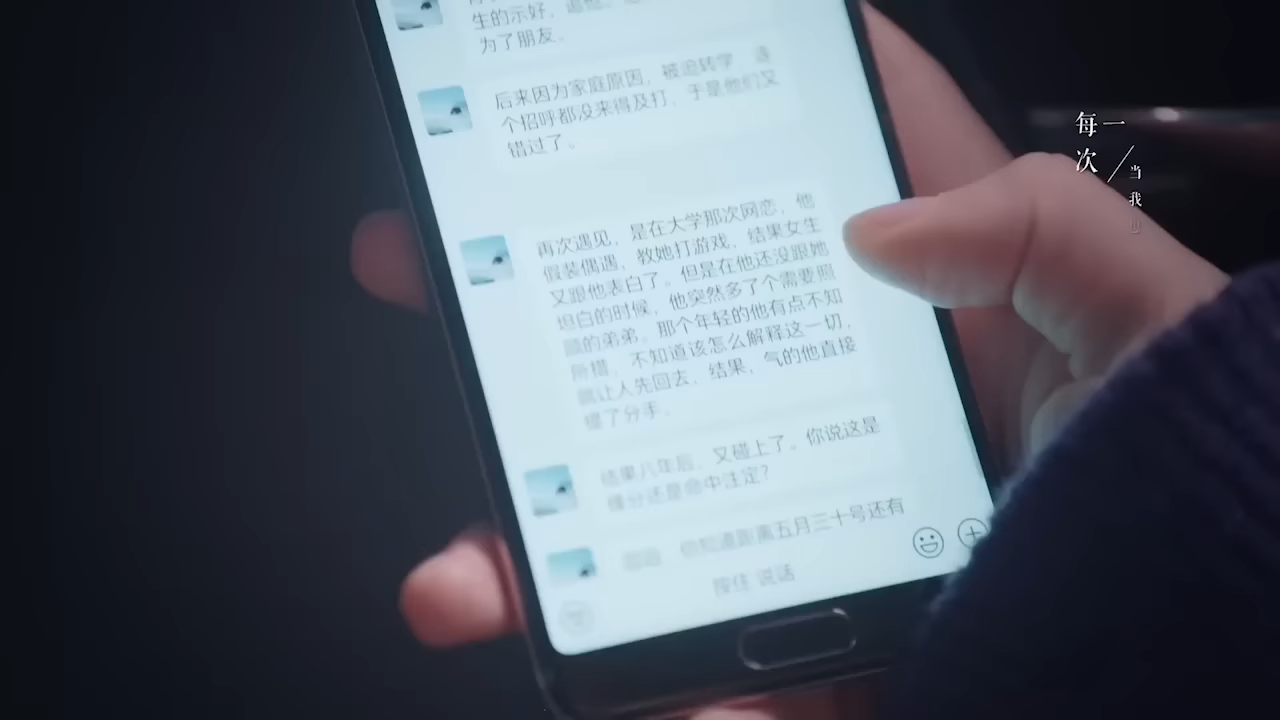 生的示好，
为了朋友。
后来因为家庭原因，被迫转学，连
个招呼都没来得及打，于是他们又
错过了。
再次遇见，是在大学那次网恋，他
假装偶遇，教她打游戏，结果女生
又跟他表白了。但是在他还没跟她
坦白的时候，他突然多了个需要照
顾的弟弟。那个年轻的他有点不知
所措，不知道该怎么解释这一切，
就让人先回去，结果，气的他直接
提了分手。
结果八年后，又碰上了。你说这是
缘分还是命中注定？
你知道距离五月三十号还有
按住 说话
每一
次
当
我